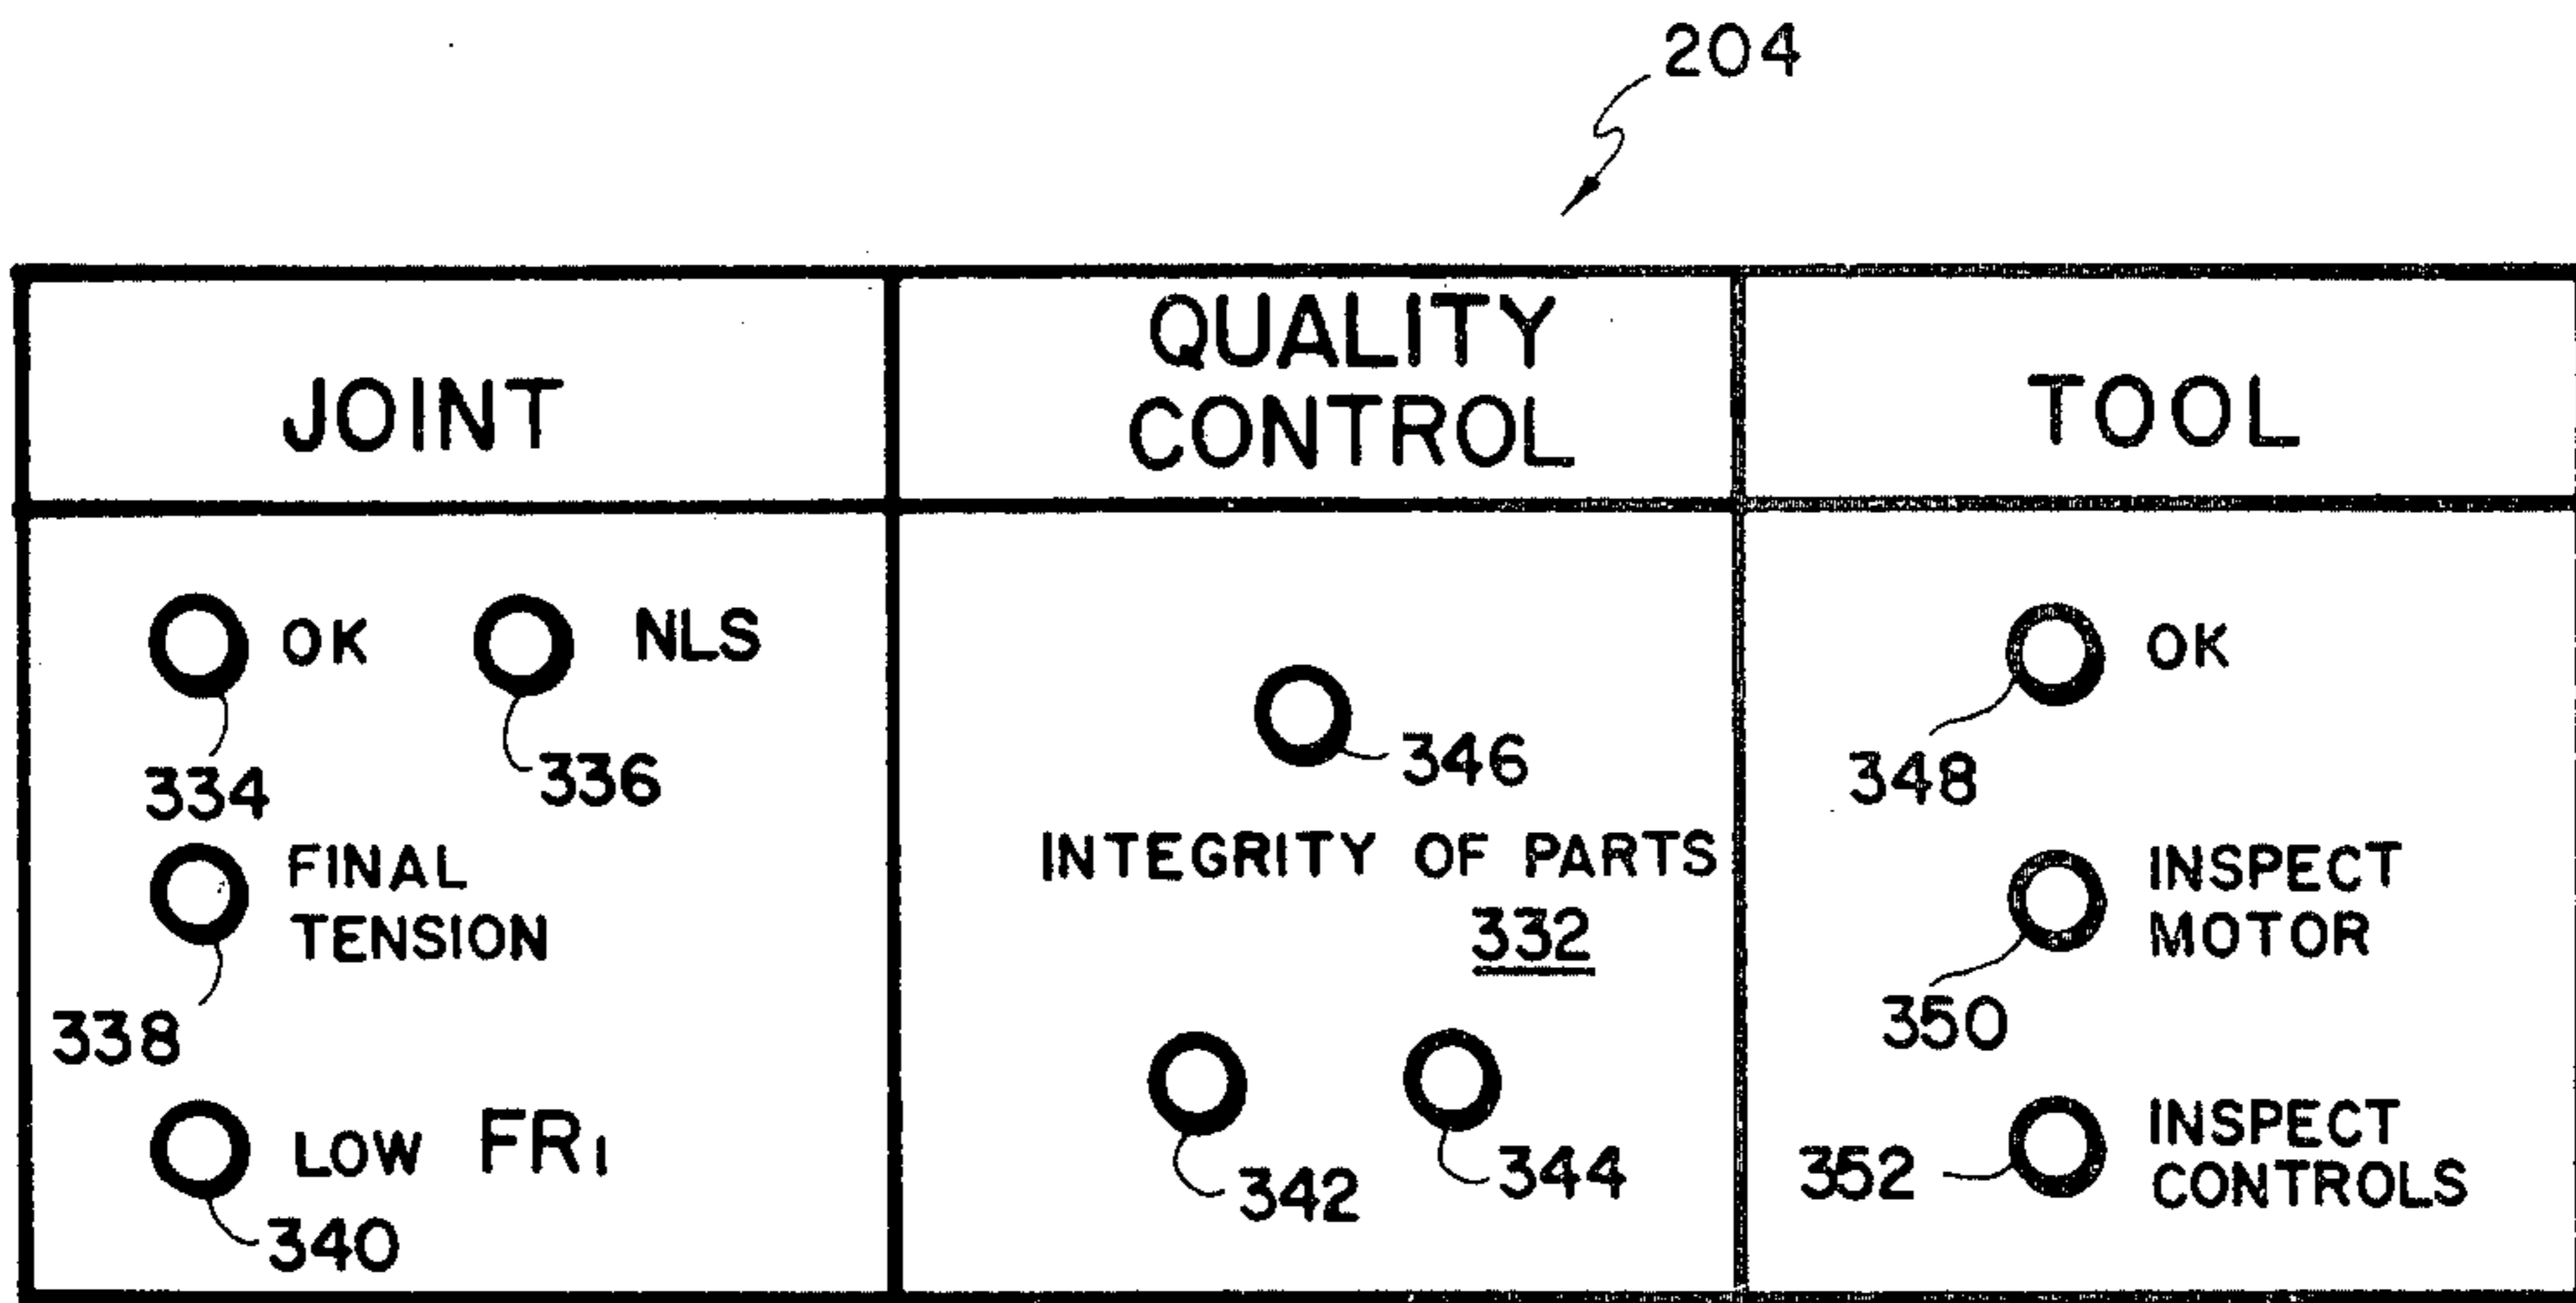 204
JOINT
QUALITY
CONTROL
TOOL
OK
NLS
334
336
FINAL
TENSION
338
LOW FR₁
340
346
INTEGRITY OF PARTS
332
342
344
OK
348
INSPECT
MOTOR
350
INSPECT
CONTROLS
352